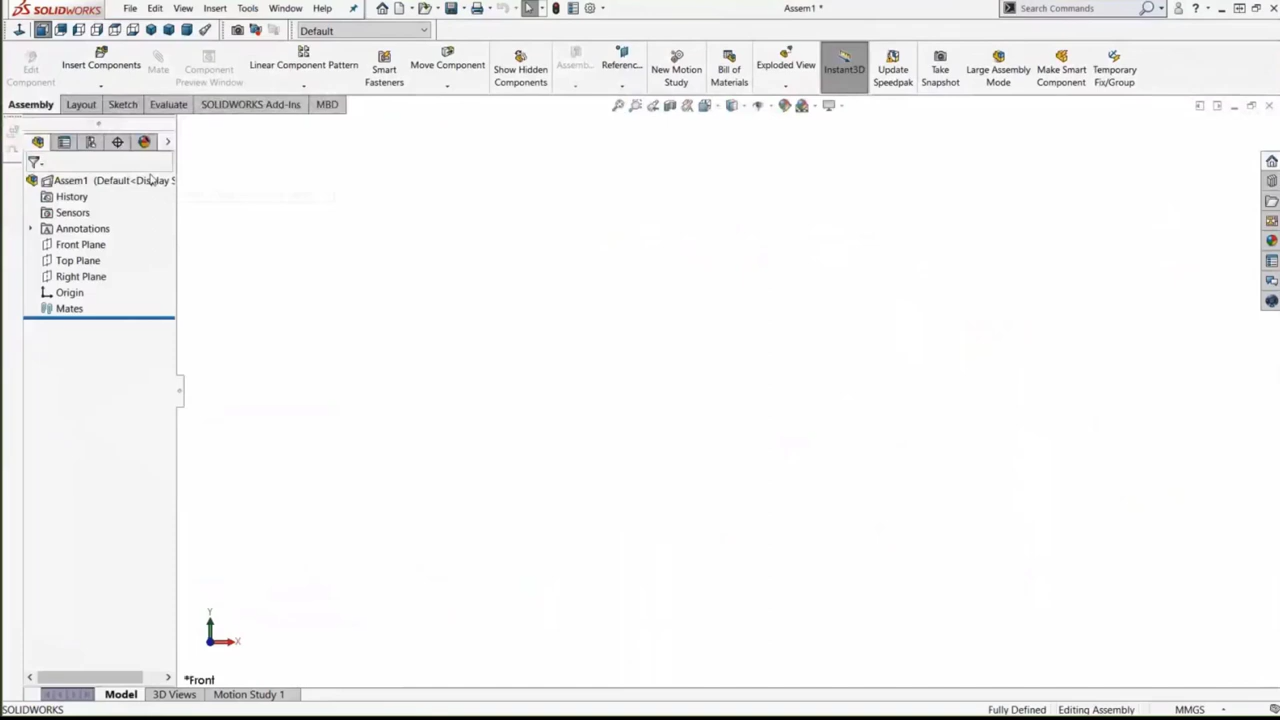 SOLIDWORKS File Edit View Insert Tools Window Help Assem1 * Search Commands
Default
Edit Component
Insert Components
Mate
Component Preview Window
Linear Component Pattern
Smart Fasteners
Move Component
Show Hidden Components
Assemb...
Referenc...
New Motion Study
Bill of Materials
Exploded View
Instant3D
Update Speedpak
Take Snapshot
Large Assembly Mode
Make Smart Component
Temporary Fix/Group
Assembly Layout Sketch Evaluate SOLIDWORKS Add-Ins MBD
Assem1 (Default<Display S
History
Sensors
Annotations
Front Plane
Top Plane
Right Plane
Origin
Mates
Y
X
*Front
Model 3D Views Motion Study 1
SOLIDWORKS Fully Defined Editing Assembly MMGS